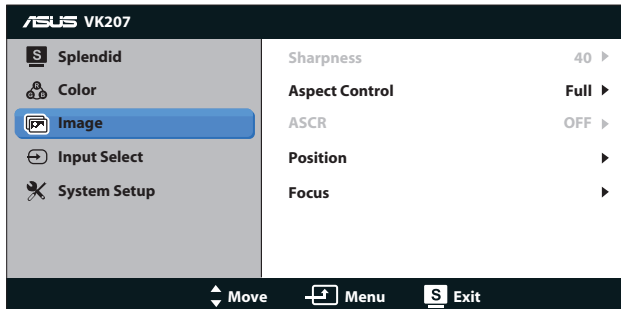 ASUS VK207
S Splendid
Color
Image
Input Select
System Setup
Sharpness 40
Aspect Control Full
ASCR OFF
Position
Focus
Move Menu S Exit